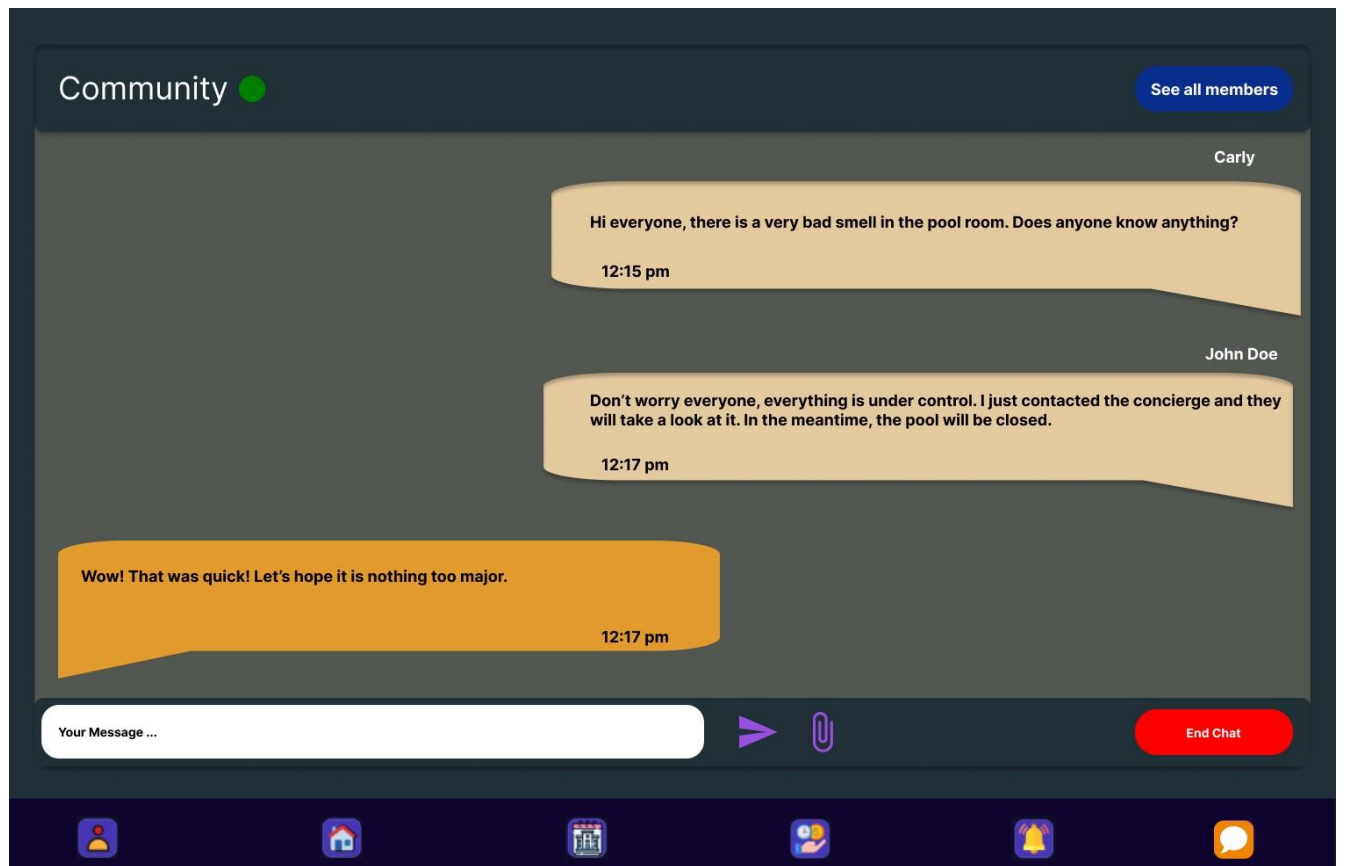 Community
See all members
Carly
Hi everyone, there is a very bad smell in the pool room. Does anyone know anything?
12:15 pm
John Doe
Don’t worry everyone, everything is under control. I just contacted the concierge and they
will take a look at it. In the meantime, the pool will be closed.
12:17 pm
Wow! That was quick! Let’s hope it is nothing too major.
12:17 pm
Your Message ...
End Chat